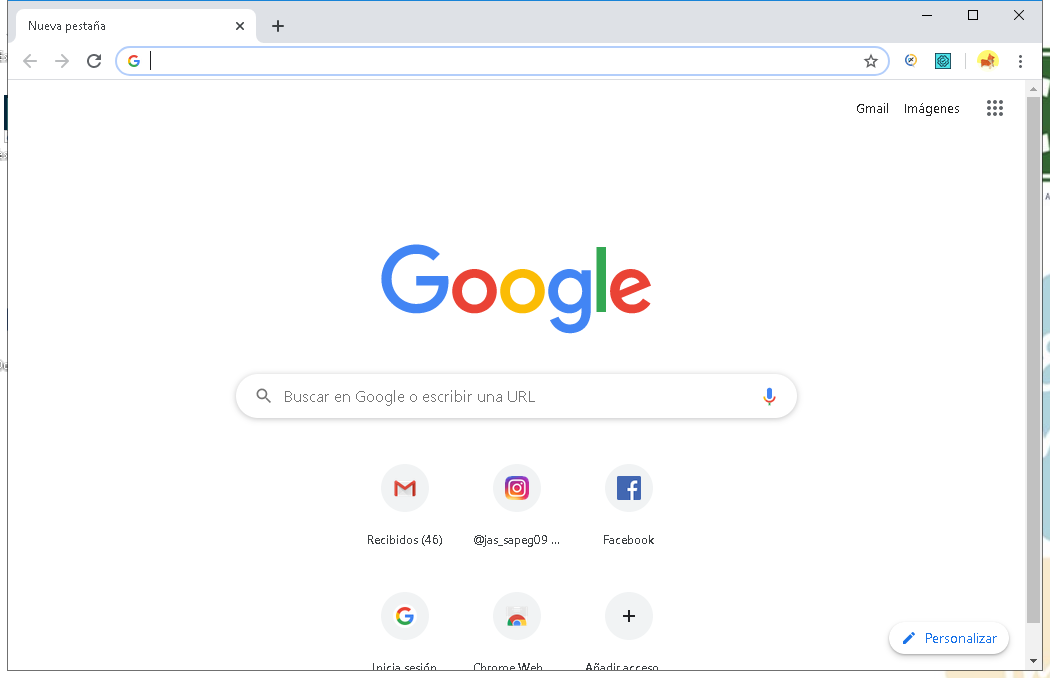 Nueva pestaña
Gmail Imágenes
Google
Buscar en Google o escribir una URL
Recibidos (46) @jas_sapeg09 ... Facebook
Inicia sesión Chrome Web Añadir acceso
Personalizar